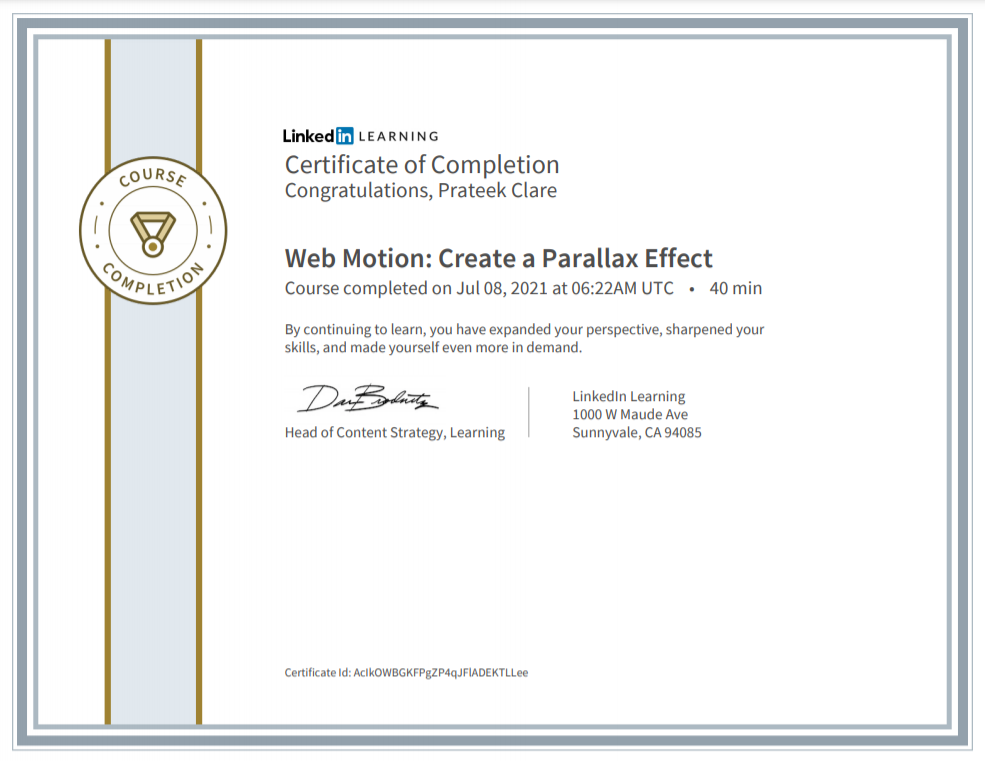 COURSE
COMPLETION
Linked in LEARNING
Certificate of Completion
Congratulations, Prateek Clare
Web Motion: Create a Parallax Effect
Course completed on Jul 08, 2021 at 06:22AM UTC • 40 min
By continuing to learn, you have expanded your perspective, sharpened your
skills, and made yourself even more in demand.
Head of Content Strategy, Learning
LinkedIn Learning
1000 W Maude Ave
Sunnyvale, CA 94085
Certificate Id: AcIkOWBGKFPgZP4qJFlADEKTLLee